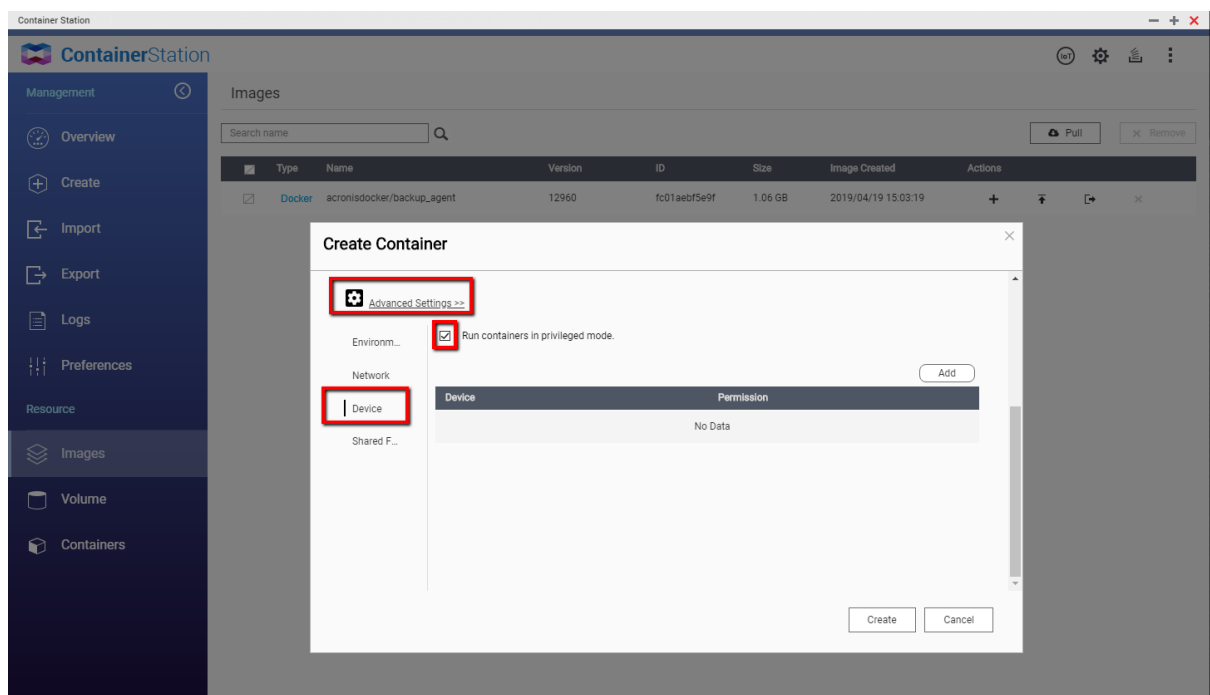 Container Station
ContainerStation
IoT
Management
Overview
Create
Import
Export
Logs
Preferences
Resource
Images
Volume
Containers
Images
Search name
Pull
Remove
Type Name Version ID Size Image Created Actions
Docker acronisdocker/backup_agent 12960 fc01aebf5e9f 1.06 GB 2019/04/19 15:03:19
Create Container
Advanced Settings >>
Environm...
Network
Device
Shared F...
Run containers in privileged mode.
Add
Device Permission
No Data
Create Cancel